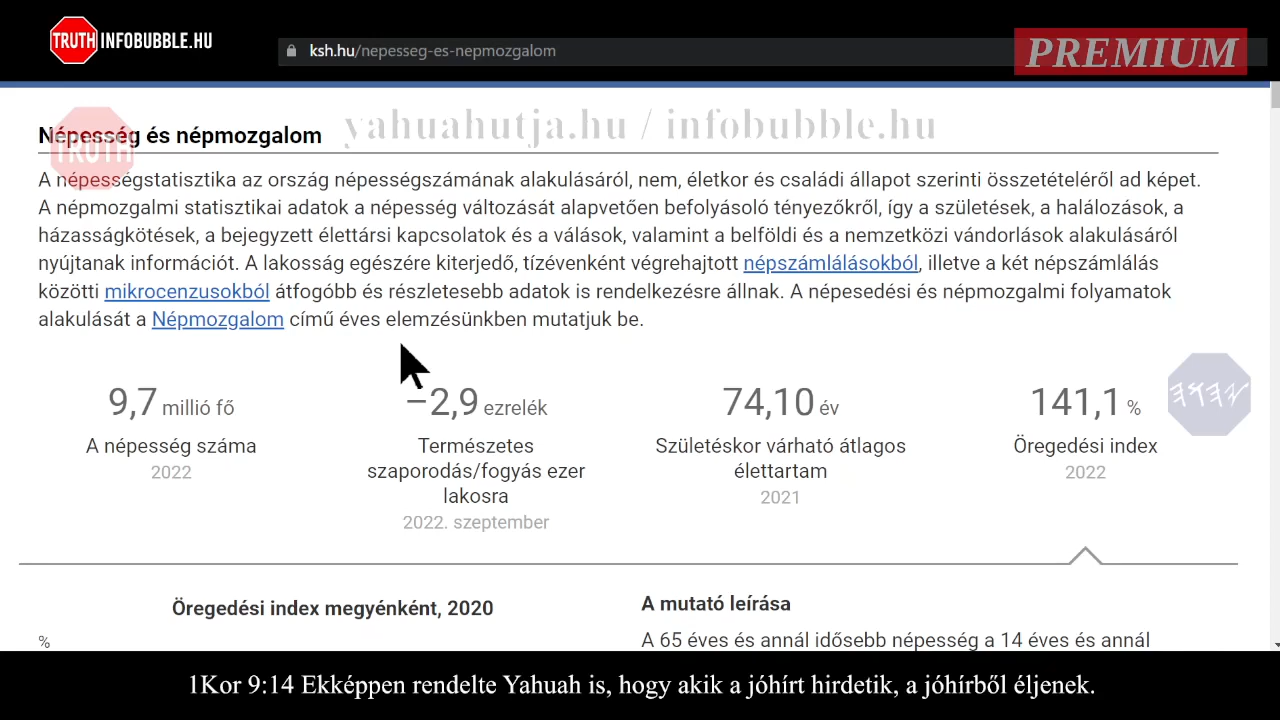 TRUTH INFOBUBBLE.HU
ksh.hu/nepesseg-es-nepmozgalom
PREMIUM
yahuahutja.hu / infobubble.hu
Népesség és népmozgalom
TRUTH
A népességstatisztika az ország népességszámának alakulásáról, nem, életkor és családi állapot szerinti összetételéről ad képet.
A népmozgalmi statisztikai adatok a népesség változását alapvetően befolyásoló tényezőkről, így a születések, a halálozások, a
házasságkötések, a bejegyzett élettársi kapcsolatok és a válások, valamint a belföldi és a nemzetközi vándorlások alakulásáról
nyújtanak információt. A lakosság egészére kiterjedő, tízévenként végrehajtott népszámlálásokból, illetve a két népszámlálás
közötti mikrocenzusokból átfogóbb és részletesebb adatok is rendelkezésre állnak. A népesedési és népmozgalmi folyamatok
alakulását a Népmozgalom című éves elemzésünkben mutatjuk be.
9,7 millió fő
A népesség száma
2022
−2,9 ezrelék
Természetes
szaporodás/fogyás ezer
lakosra
2022. szeptember
74,10 év
Születéskor várható átlagos
élettartam
2021
141,1 %
Öregedési index
2022
𐤉𐤄𐤅𐤄
Öregedési index megyénként, 2020
%
A mutató leírása
A 65 éves és annál idősebb népesség a 14 éves és annál
1Kor 9:14 Ekképpen rendelte Yahuah is, hogy akik a jóhírt hirdetik, a jóhírből éljenek.